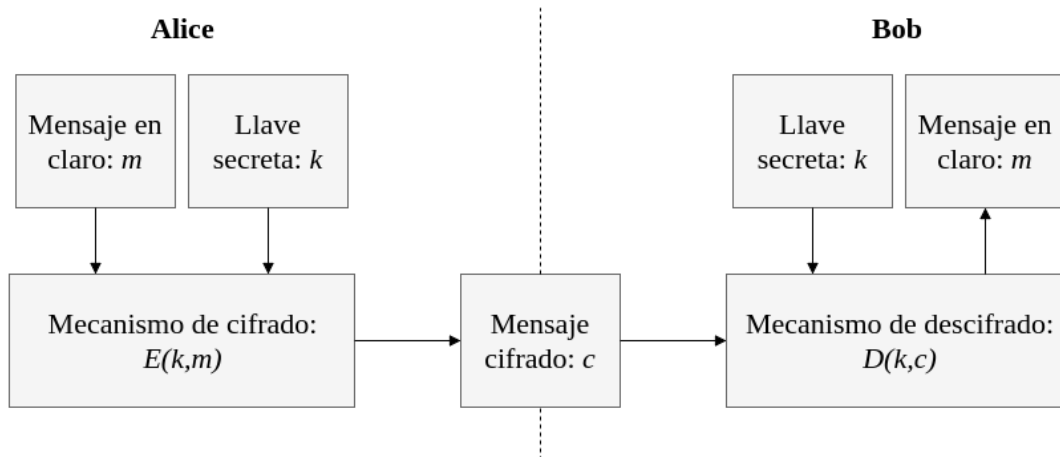 Alice
Bob
Mensaje en
claro: m
Llave
secreta: k
Llave
secreta: k
Mensaje en
claro: m
Mecanismo de cifrado:
E(k,m)
Mensaje
cifrado: c
Mecanismo de descifrado:
D(k,c)